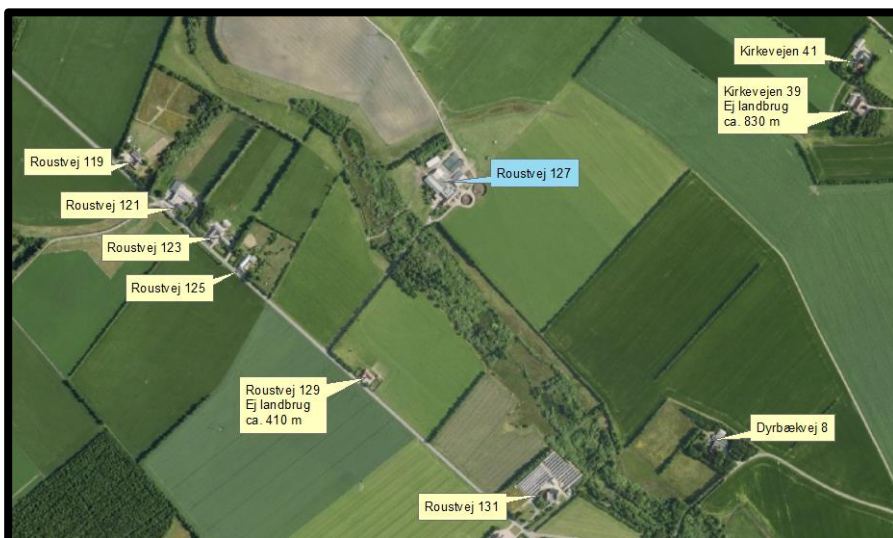 Kirkevejen 41
Kirkevejen 39
Ej landbrug
ca. 830 m
Roustvej 119
Roustvej 127
Roustvej 121
Roustvej 123
Roustvej 125
Roustvej 129
Ej landbrug
ca. 410 m
Dyrbækvej 8
Roustvej 131